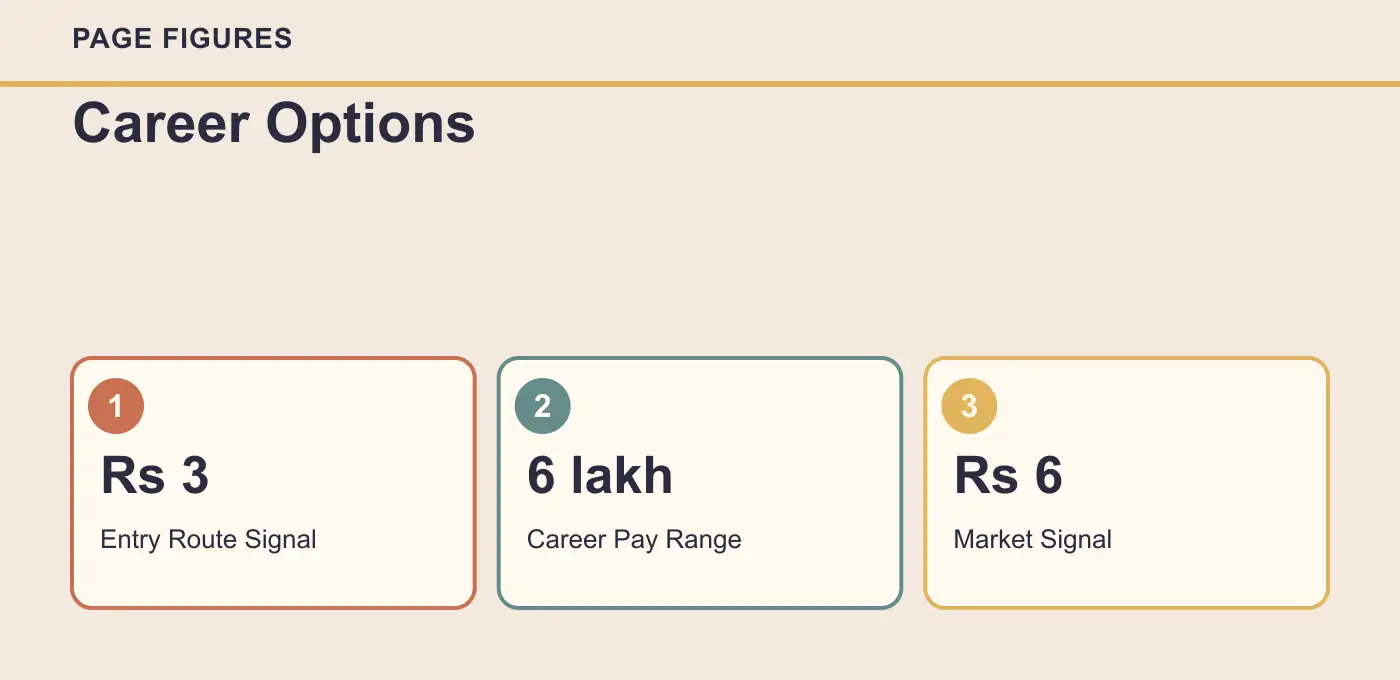 PAGE FIGURES
Career Options
1
Rs 3
Entry Route Signal
2
6 lakh
Career Pay Range
3
Rs 6
Market Signal